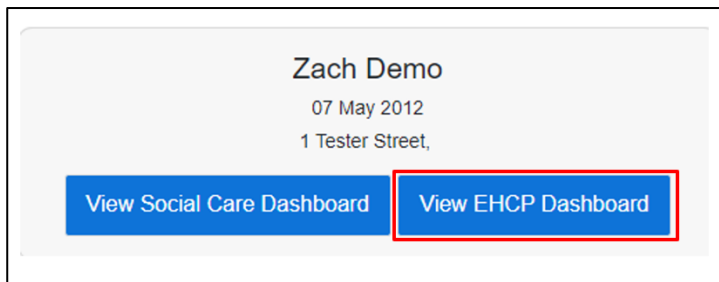 Zach Demo
07 May 2012
1 Tester Street,
View Social Care Dashboard View EHCP Dashboard